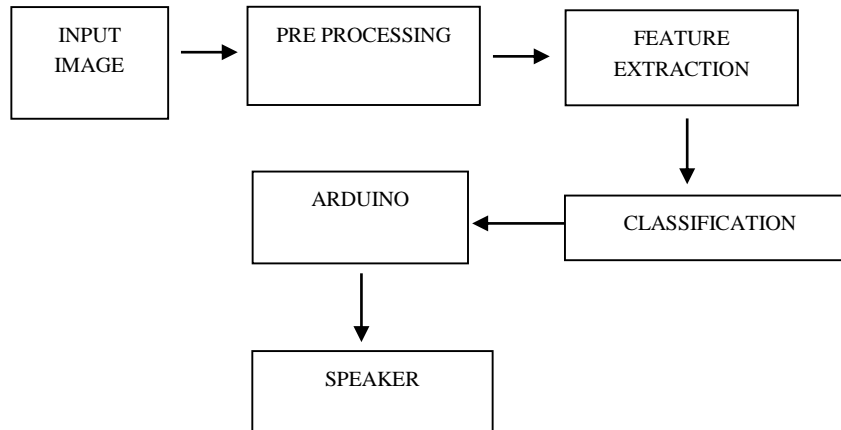 INPUT
IMAGE
PRE PROCESSING
FEATURE
EXTRACTION
ARDUINO
CLASSIFICATION
SPEAKER